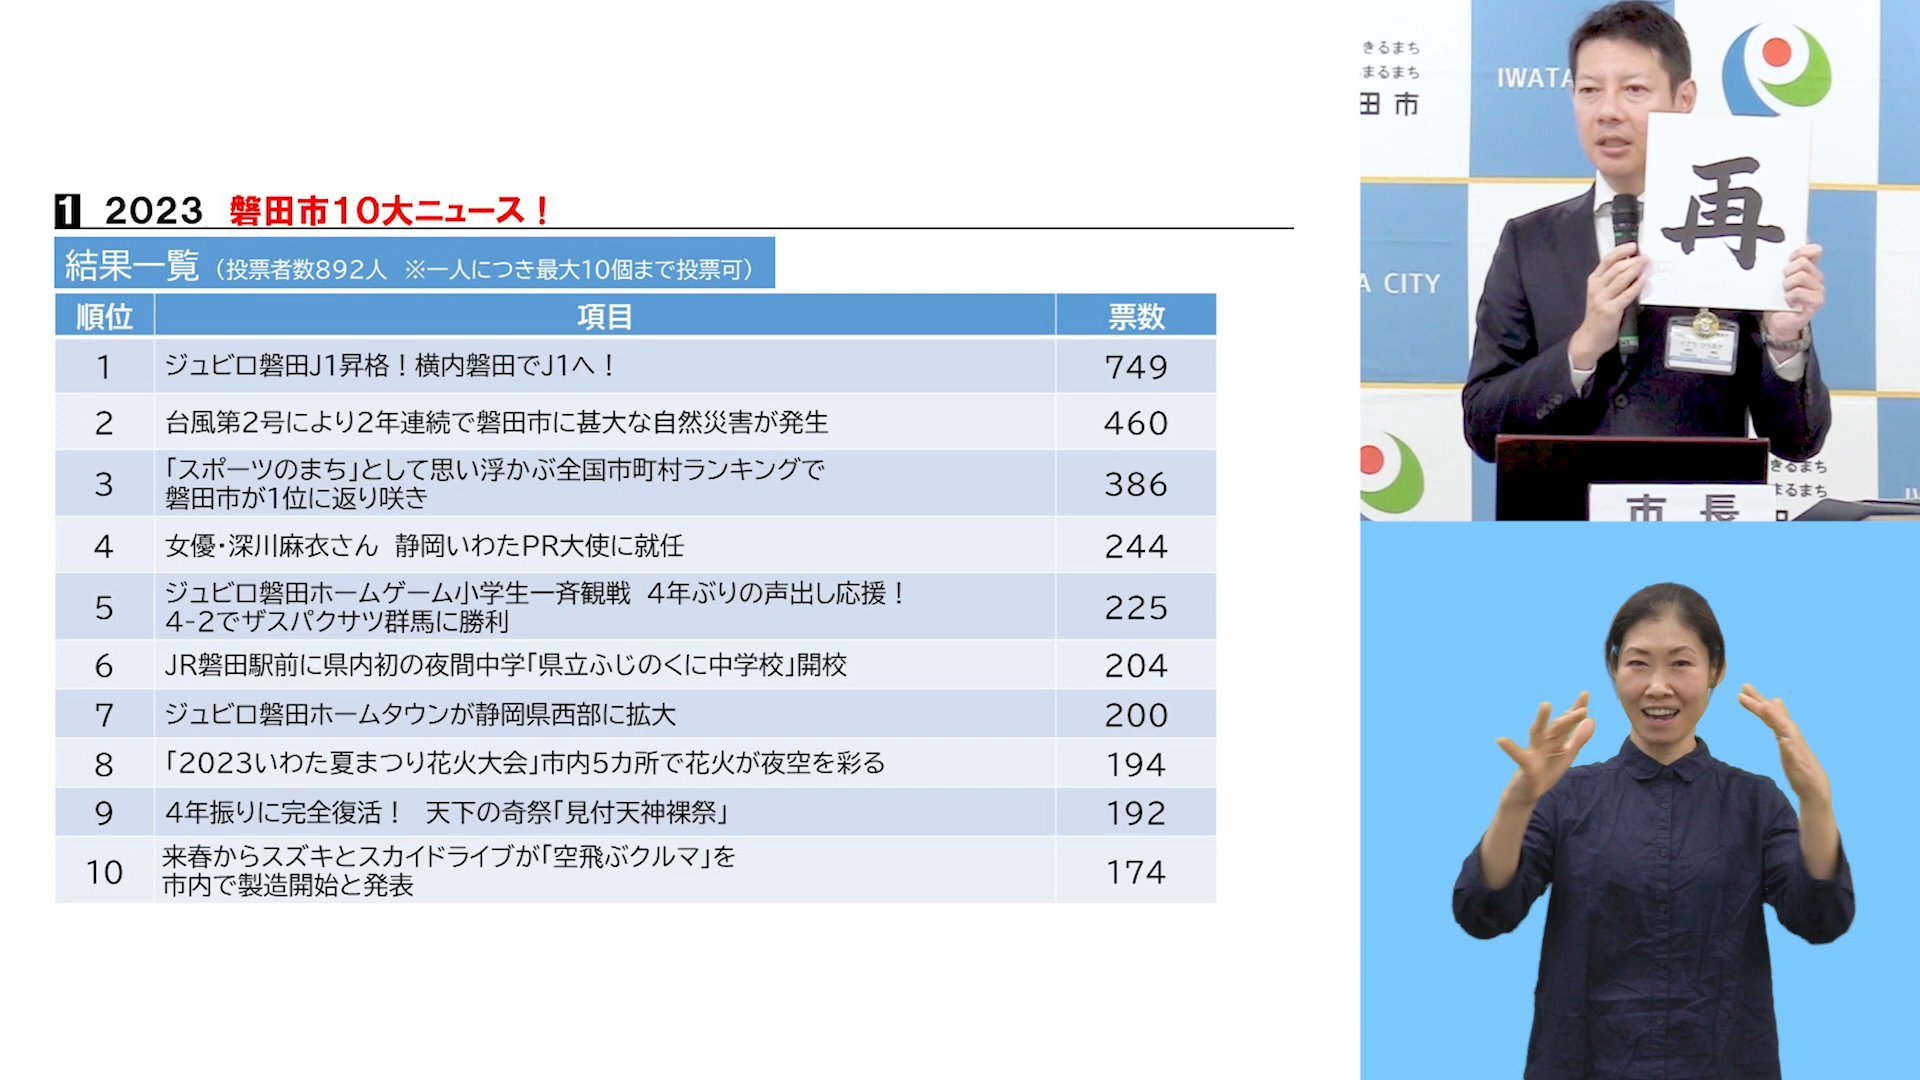 1 2023 磐田市10大ニュース！
結果一覧（投票者数892人 ※一人につき最大10個まで投票可）
順位 項目 票数
1 ジュビロ磐田J1昇格！横内磐田でJ1へ！ 749
2 台風第2号により2年連続で磐田市に甚大な自然災害が発生 460
3 「スポーツのまち」として思い浮かぶ全国市町村ランキングで
磐田市が1位に返り咲き 386
4 女優・深川麻衣さん 静岡いわたPR大使に就任 244
5 ジュビロ磐田ホームゲーム小学生一斉観戦 4年ぶりの声出し応援！
4-2でザスパクサツ群馬に勝利 225
6 JR磐田駅前に県内初の夜間中学「県立ふじのくに中学校」開校 204
7 ジュビロ磐田ホームタウンが静岡県西部に拡大 200
8 「2023いわた夏まつり花火大会」市内5カ所で花火が夜空を彩る 194
9 4年振りに完全復活！ 天下の奇祭「見付天神裸祭」 192
10 来春からスズキとスカイドライブが「空飛ぶクルマ」を
市内で製造開始と発表 174
きるまち
まるまち
田市
IWATA
再
A CITY
きるまち
まるまち
市長